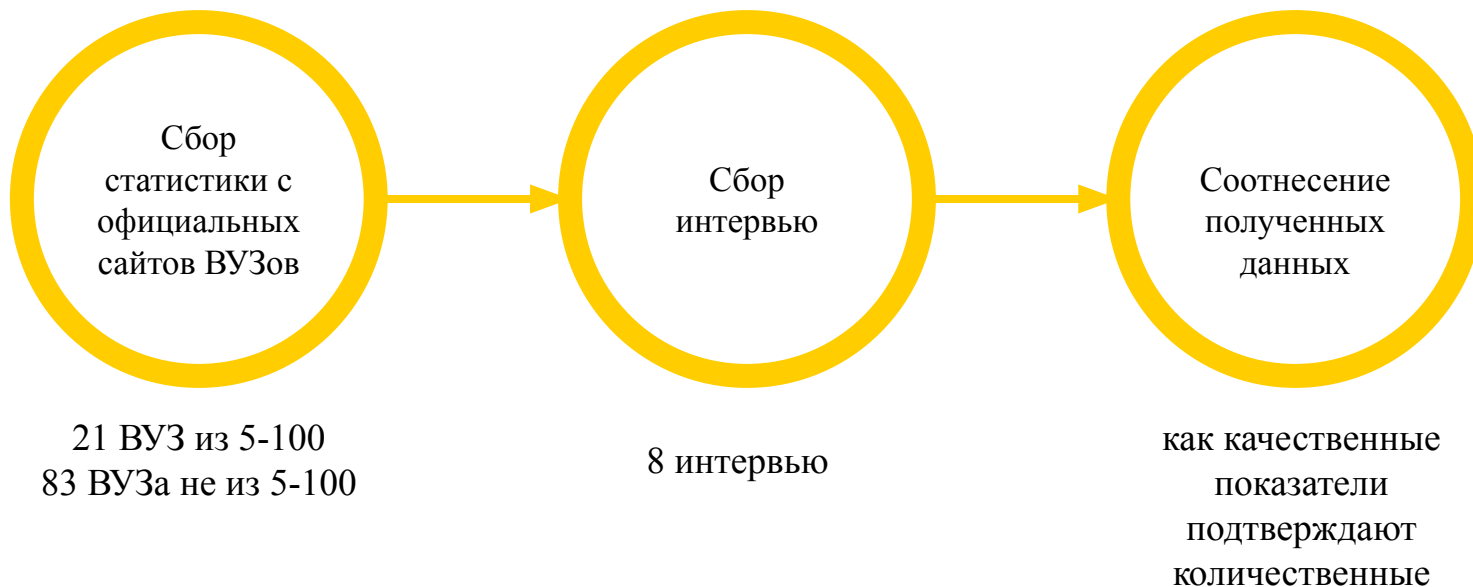 Сбор
статистики с
официальных
сайтов ВУЗов
Сбор
интервью
Соотнесение
полученных
данных
21 ВУЗ из 5-100
83 ВУЗа не из 5-100
8 интервью
как качественные
показатели
подтверждают
количественные